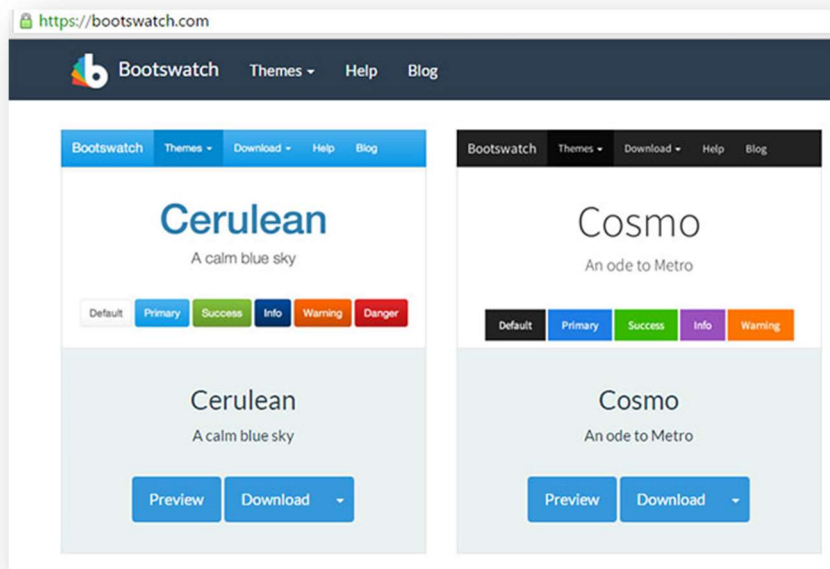 https://bootswatch.com
Bootswatch Themes Help Blog
Bootswatch Themes Download Help Blog
Cerulean
A calm blue sky
Default Primary Success Info Warning Danger
Cerulean
A calm blue sky
Preview Download
Bootswatch Themes Download Help Blog
Cosmo
An ode to Metro
Default Primary Success Info Warning
Cosmo
An ode to Metro
Preview Download